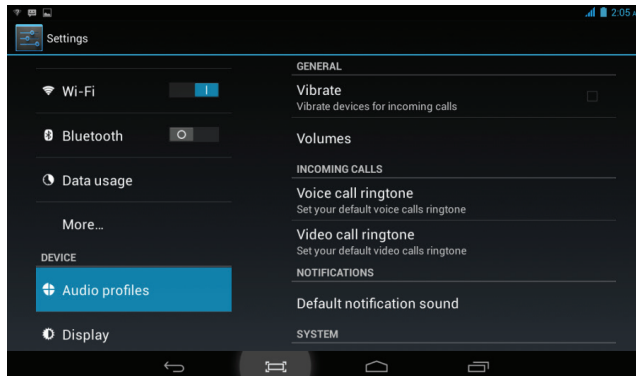 2:05
Settings
Wi-Fi
Bluetooth
Data usage
More...
DEVICE
Audio profiles
Display
GENERAL
Vibrate
Vibrate devices for incoming calls
Volumes
INCOMING CALLS
Voice call ringtone
Set your default voice calls ringtone
Video call ringtone
Set your default video calls ringtone
NOTIFICATIONS
Default notification sound
SYSTEM